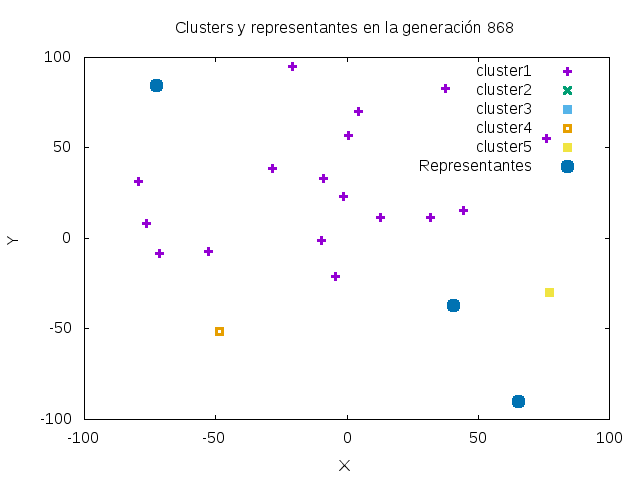 Clusters y representantes en la generación 868
100
50
0
-50
-100
Y
cluster1
cluster2
cluster3
cluster4
cluster5
Representantes
-100 -50 0 50 100
X